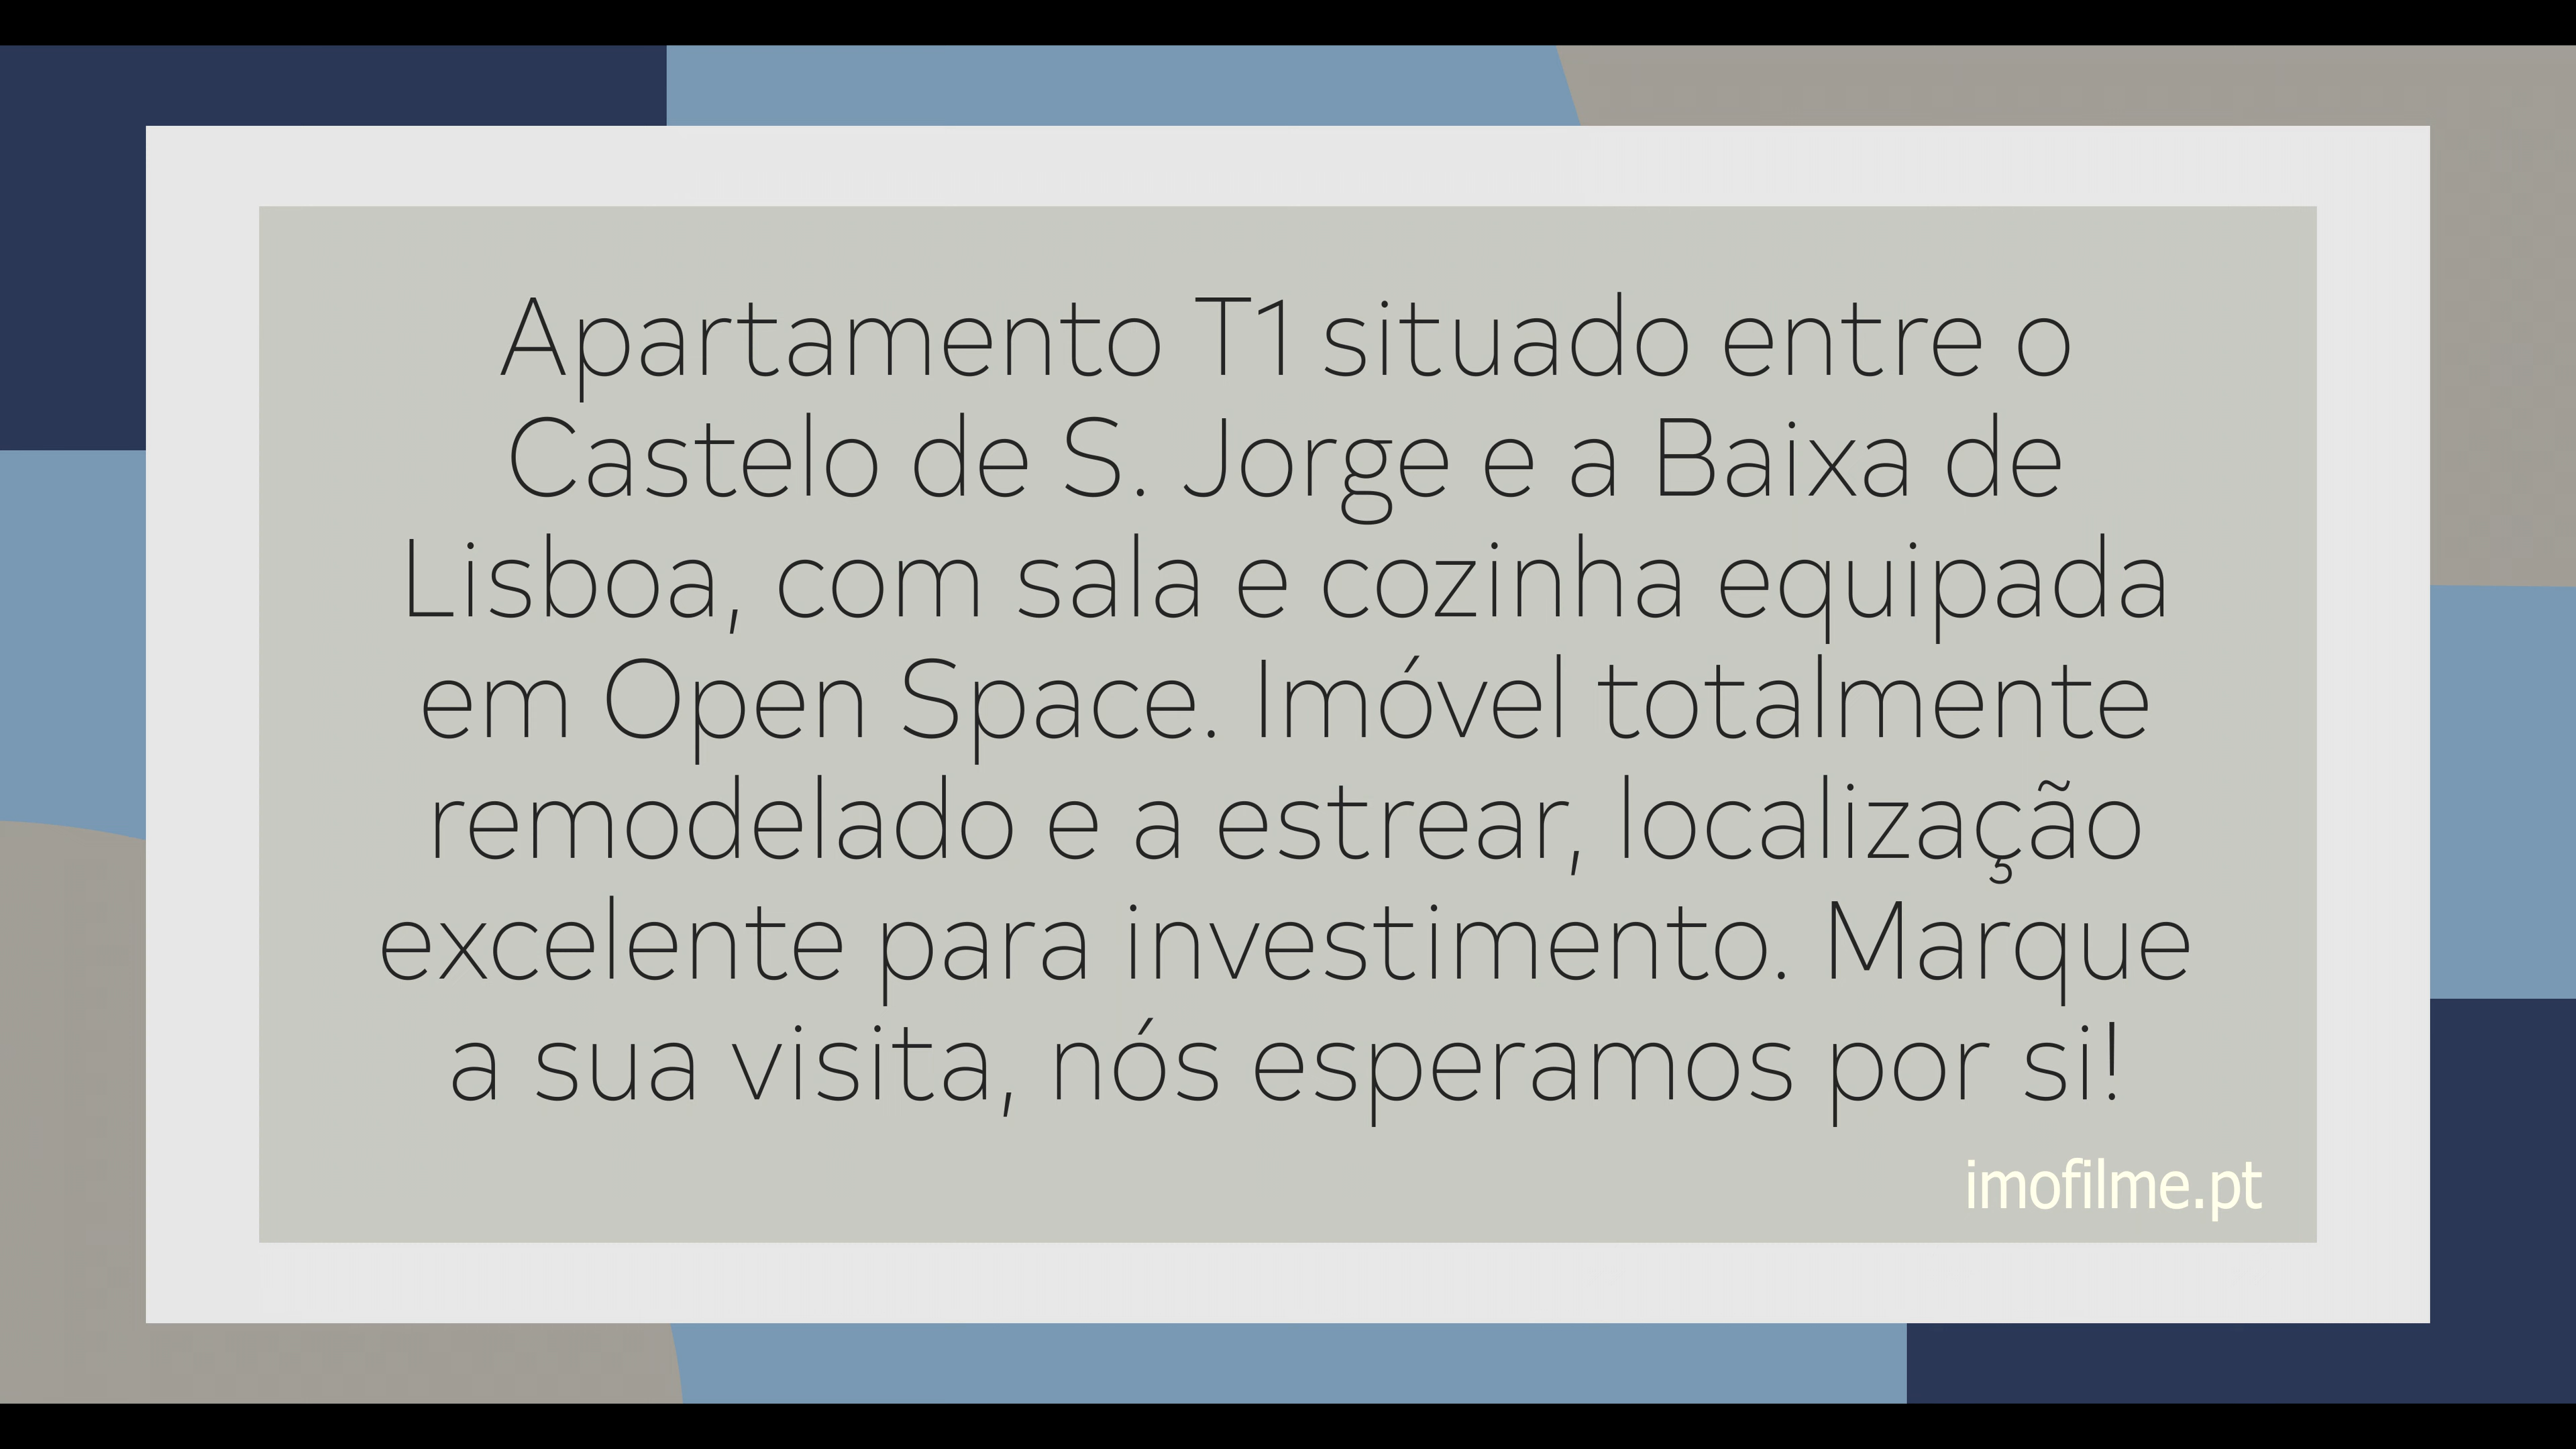 Apartamento T1 situado entre o
Castelo de S. Jorge e a Baixa de
Lisboa, com sala e cozinha equipada
em Open Space. Imóvel totalmente
remodelado e a estrear, localização
excelente para investimento. Marque
a sua visita, nós esperamos por si!
imofilme.pt